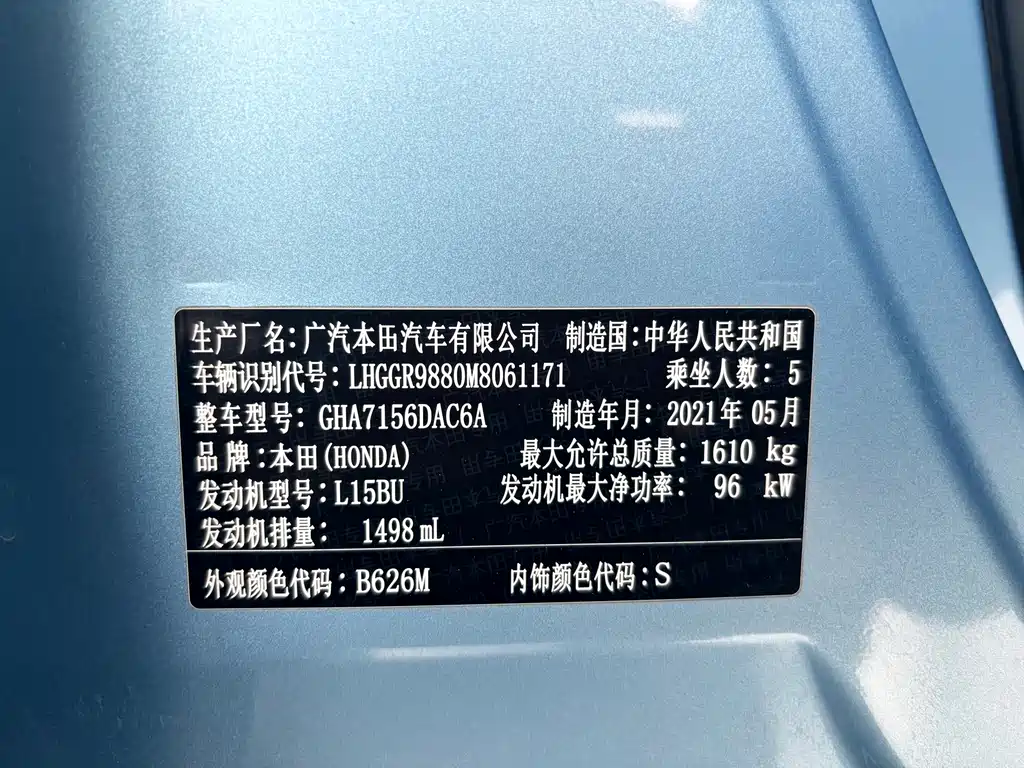 生产厂名：广汽本田汽车有限公司 制造国：中华人民共和国
车辆识别代号：LHGGR9880M8061171 乘坐人数：5
整车型号：GHA7156DAC6A 制造年月：2021年05月
品牌：本田(HONDA) 最大允许总质量：1610 kg
发动机型号：L15BU 发动机最大净功率：96 kW
发动机排量：1498 mL
外观颜色代码：B626M 内饰颜色代码：S